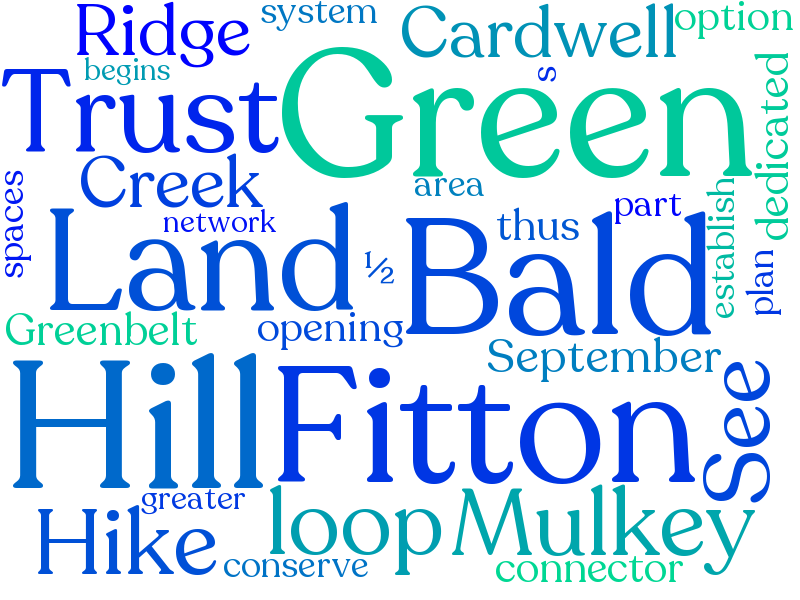 Ridge
system
Cardwell
option
begins
s
Trust
Green
dedicated
Creek
area
spaces
network
part
establish
Land
½
thus
Bald
plan
Greenbelt
opening
September
Hill
Fitton
See
greater
Hike
loop
Mulkey
conserve
connector